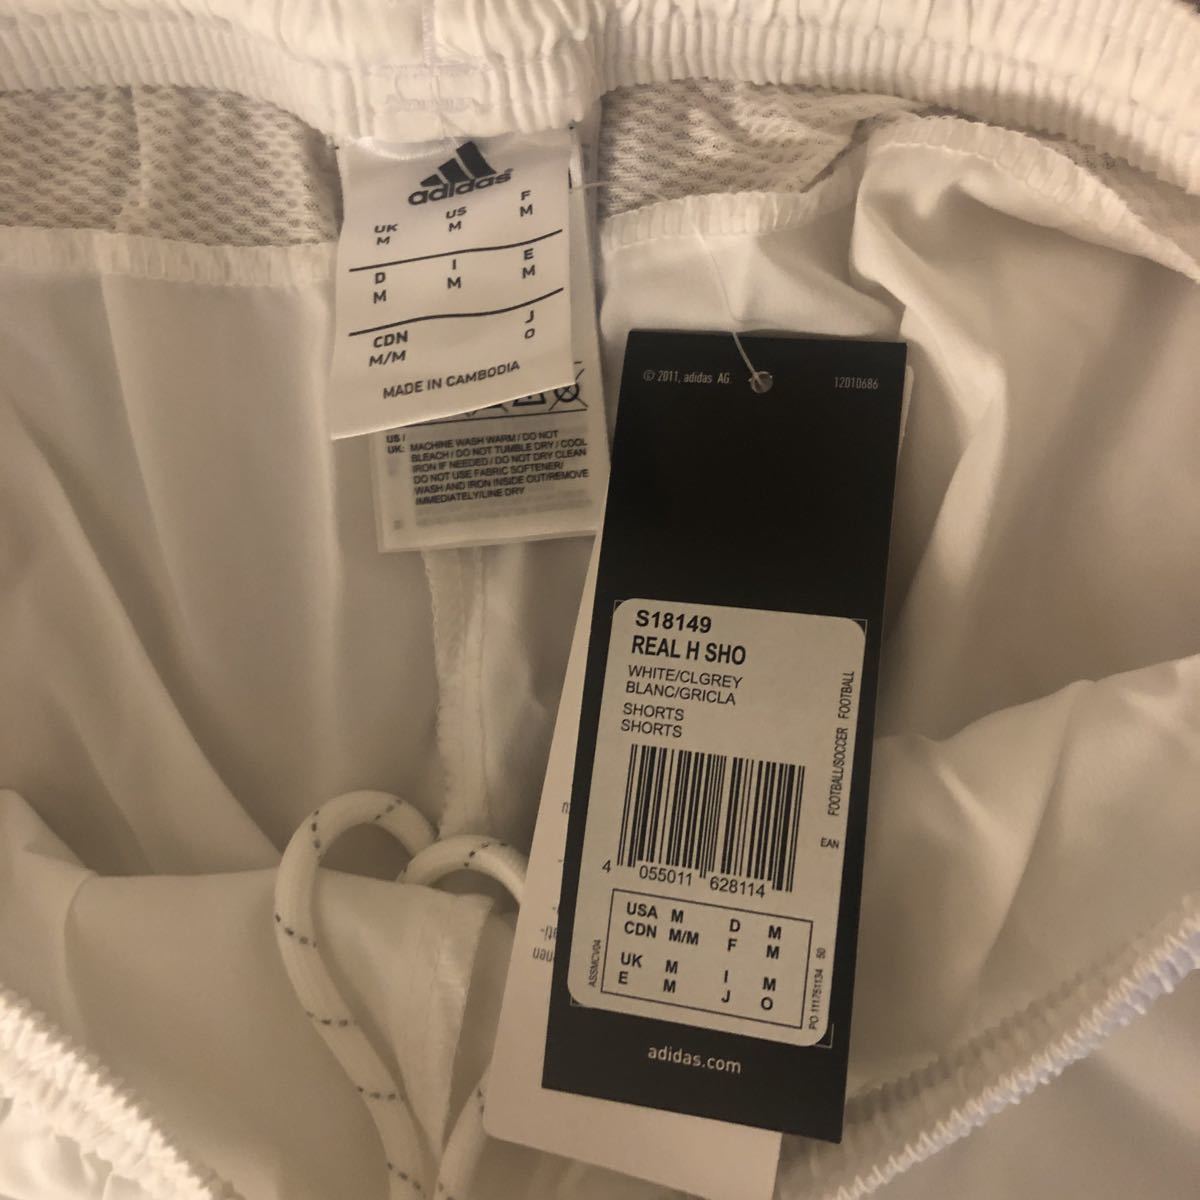 adidas
UK US F
M M M
D I E
M M M
CDN J
M/M O
MADE IN CAMBODIA
US /
UK: MACHINE WASH WARM / DO NOT
BLEACH / DO NOT TUMBLE DRY / COOL
IRON IF NEEDED / DO NOT DRY CLEAN
DO NOT USE FABRIC SOFTENER/
WASH AND IRON INSIDE OUT/REMOVE
IMMEDIATELY/LINE DRY
© 2011, adidas AG.
12010686
S18149
REAL H SHO
WHITE/CLGREY
BLANC/GRICLA
SHORTS
SHORTS
FOOTBALL/SOCCER FOOTBALL
EAN
4 055011 628114
USA M D M
CDN M/M F M
UK M I M
E M J O
ASSMCV04
PO 111751134 50
adidas.com